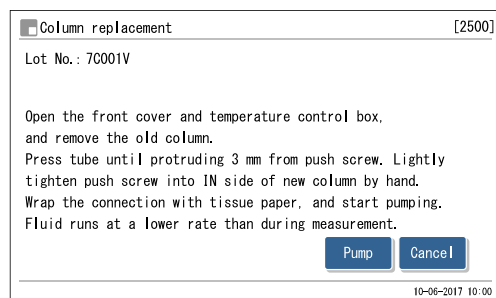 Column replacement [2500]
Lot No.: 7C001V
Open the front cover and temperature control box,
and remove the old column.
Press tube until protruding 3 mm from push screw. Lightly
tighten push screw into IN side of new column by hand.
Wrap the connection with tissue paper, and start pumping.
Fluid runs at a lower rate than during measurement.
Pump Cancel
10-06-2017 10:00